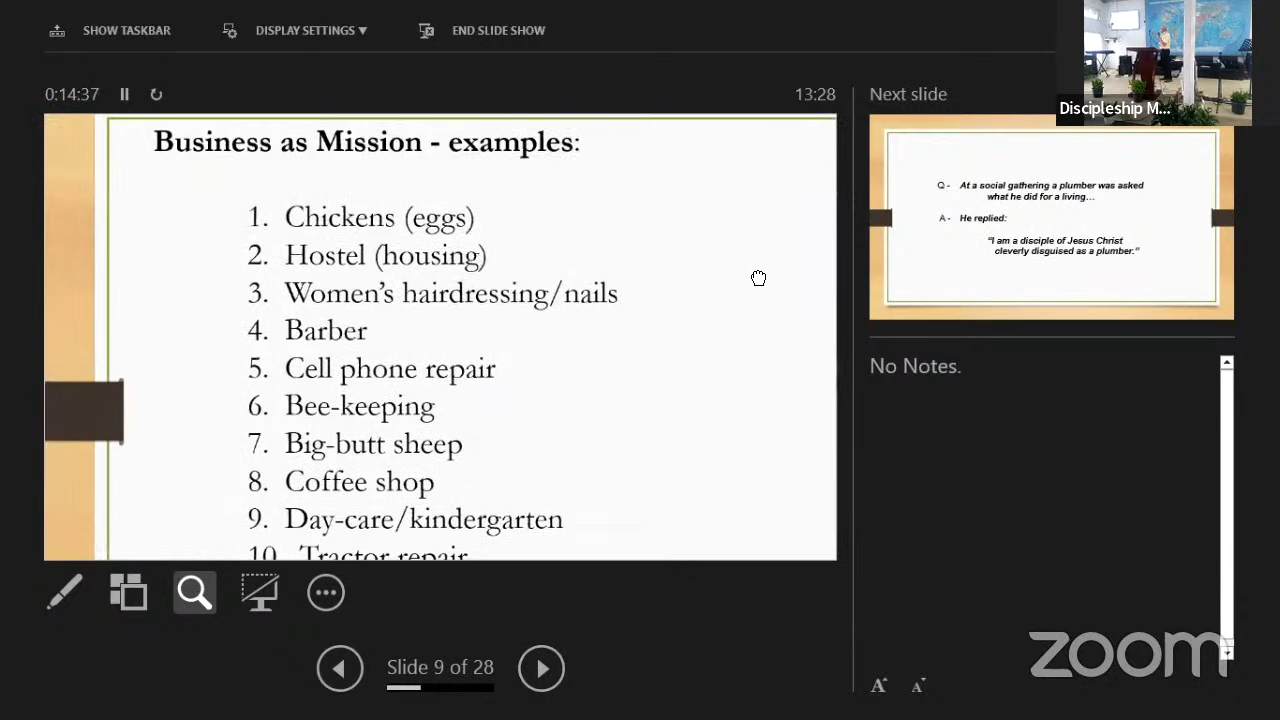 SHOW TASKBAR
DISPLAY SETTINGS ▼
END SLIDE SHOW
0:14:37
13:28
Next slide
Discipleship M...
Business as Mission - examples:
1. Chickens (eggs)
2. Hostel (housing)
3. Women's hairdressing/nails
4. Barber
5. Cell phone repair
6. Bee-keeping
7. Big-butt sheep
8. Coffee shop
9. Day-care/kindergarten
10. Tractor repair
Q - At a social gathering a plumber was asked
what he did for a living...
A - He replied:
"I am a disciple of Jesus Christ
cleverly disguised as a plumber."
No Notes.
Slide 9 of 28
A A
zoom